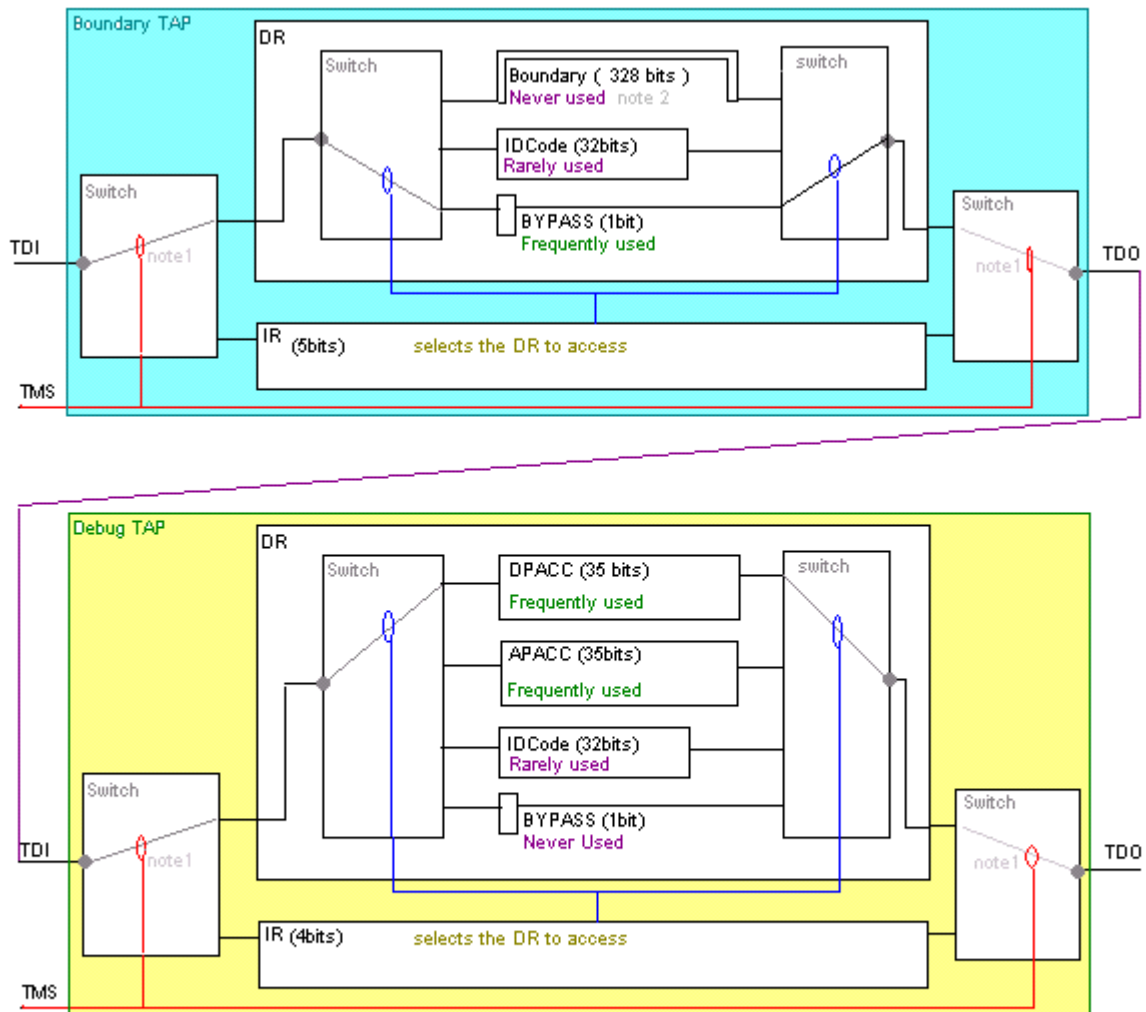 Boundary TAP
DR
Switch
switch
Boundary ( 328 bits )
Never used note 2
IDCode (32bits)
Rarely used
BYPASS (1bit)
Frequently used
Switch
note1
TDI
Switch
note1
TDO
IR (5bits) selects the DR to access
TMS
Debug TAP
DR
Switch
switch
DPACC (35 bits)
Frequently used
APACC (35bits)
Frequently used
IDCode (32bits)
Rarely used
BYPASS (1bit)
Never Used
Switch
note1
TDI
Switch
note1
TDO
IR (4bits) selects the DR to access
TMS